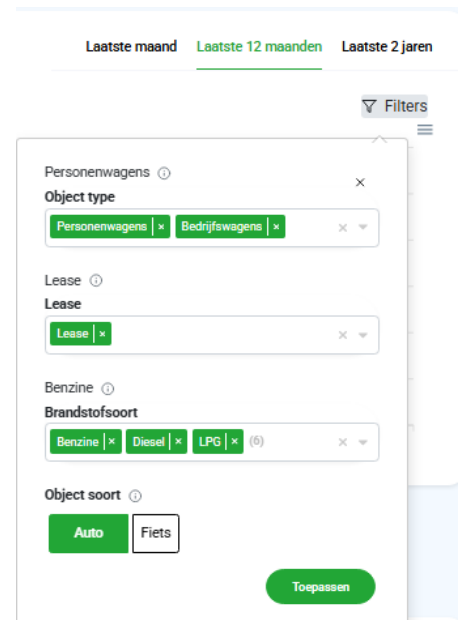 Laatste maand Laatste 12 maanden Laatste 2 jaren
Filters
Personenwagens
Object type
Personenwagens × Bedrijfswagens ×
Lease
Lease
Lease ×
Benzine
Brandstofsoort
Benzine × Diesel × LPG × (6)
Object soort
Auto Fiets
Toepassen